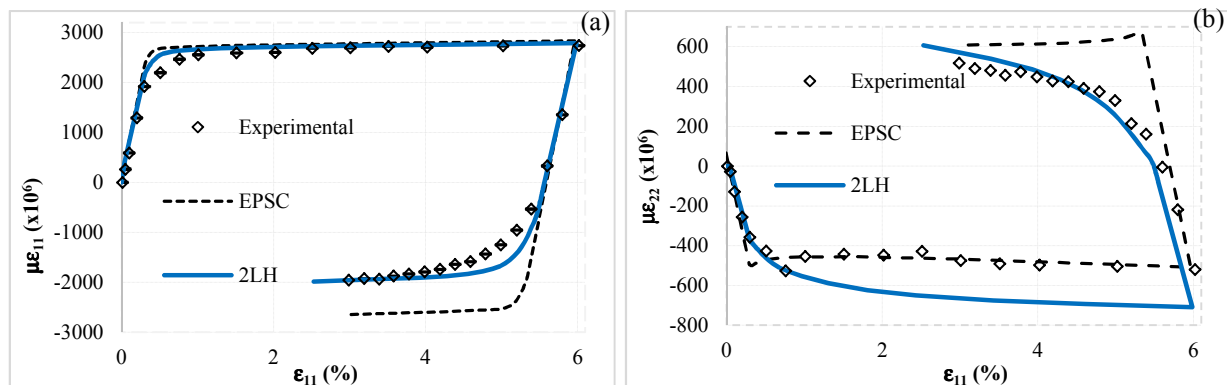 (a)
3000
2000
1000
0
-1000
-2000
-3000
με11 (x10⁶)
Experimental
EPSC
2LH
0 2 4 6
ε11 (%)
(b)
600
400
200
0
-200
-400
-600
-800
με22 (x10⁶)
Experimental
EPSC
2LH
0 2 4 6
ε11 (%)